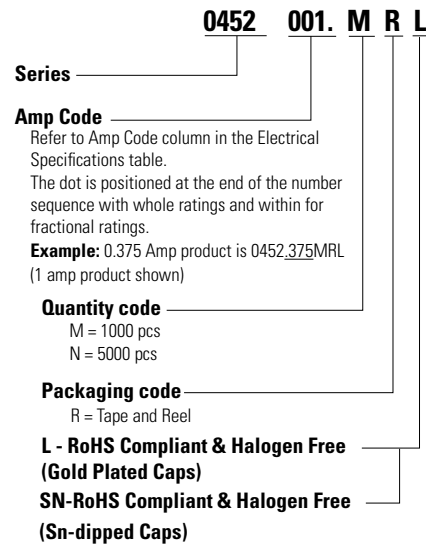 0452 001. M R L
Series
Amp Code
Refer to Amp Code column in the Electrical
Specifications table.
The dot is positioned at the end of the number
sequence with whole ratings and within for
fractional ratings.
Example: 0.375 Amp product is 0452.375MRL
(1 amp product shown)
Quantity code
M = 1000 pcs
N = 5000 pcs
Packaging code
R = Tape and Reel
L - RoHS Compliant & Halogen Free
(Gold Plated Caps)
SN-RoHS Compliant & Halogen Free
(Sn-dipped Caps)